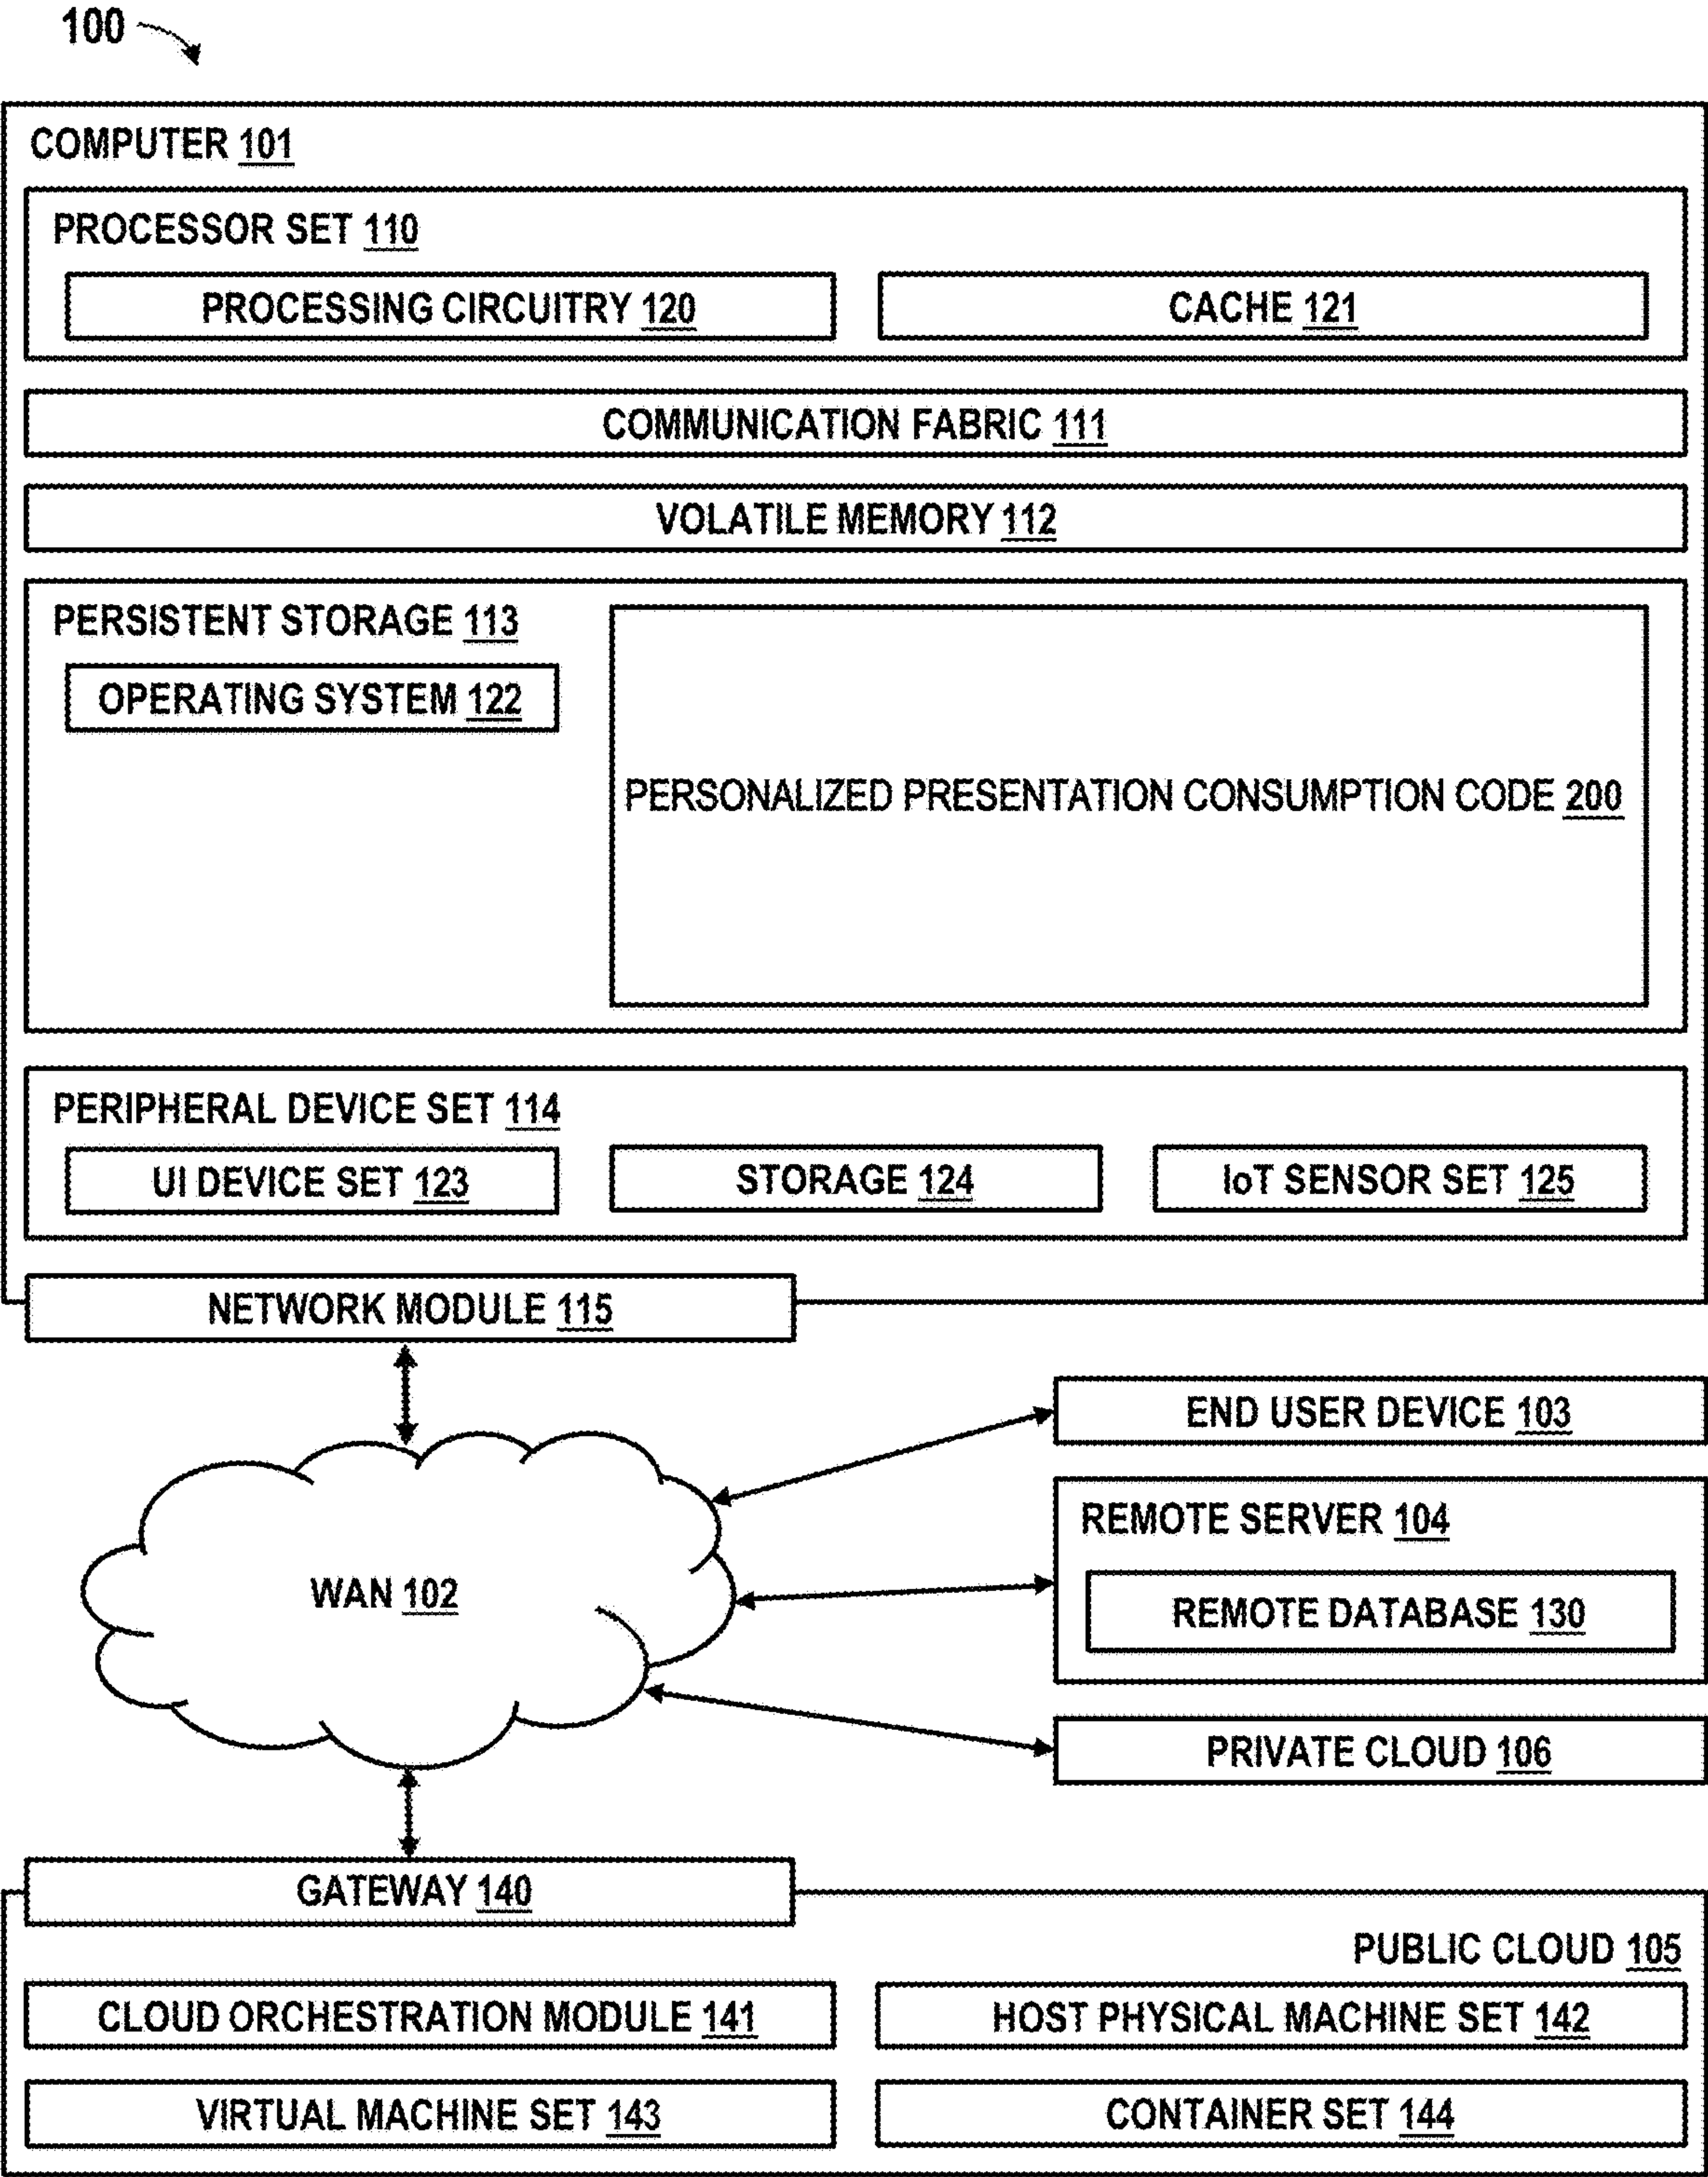 100
COMPUTER 101
PROCESSOR SET 110
PROCESSING CIRCUITRY 120
CACHE 121
COMMUNICATION FABRIC 111
VOLATILE MEMORY 112
PERSISTENT STORAGE 113
OPERATING SYSTEM 122
PERSONALIZED PRESENTATION CONSUMPTION CODE 200
PERIPHERAL DEVICE SET 114
UI DEVICE SET 123
STORAGE 124
IoT SENSOR SET 125
NETWORK MODULE 115
END USER DEVICE 103
REMOTE SERVER 104
WAN 102
REMOTE DATABASE 130
PRIVATE CLOUD 106
GATEWAY 140
PUBLIC CLOUD 105
CLOUD ORCHESTRATION MODULE 141
HOST PHYSICAL MACHINE SET 142
VIRTUAL MACHINE SET 143
CONTAINER SET 144